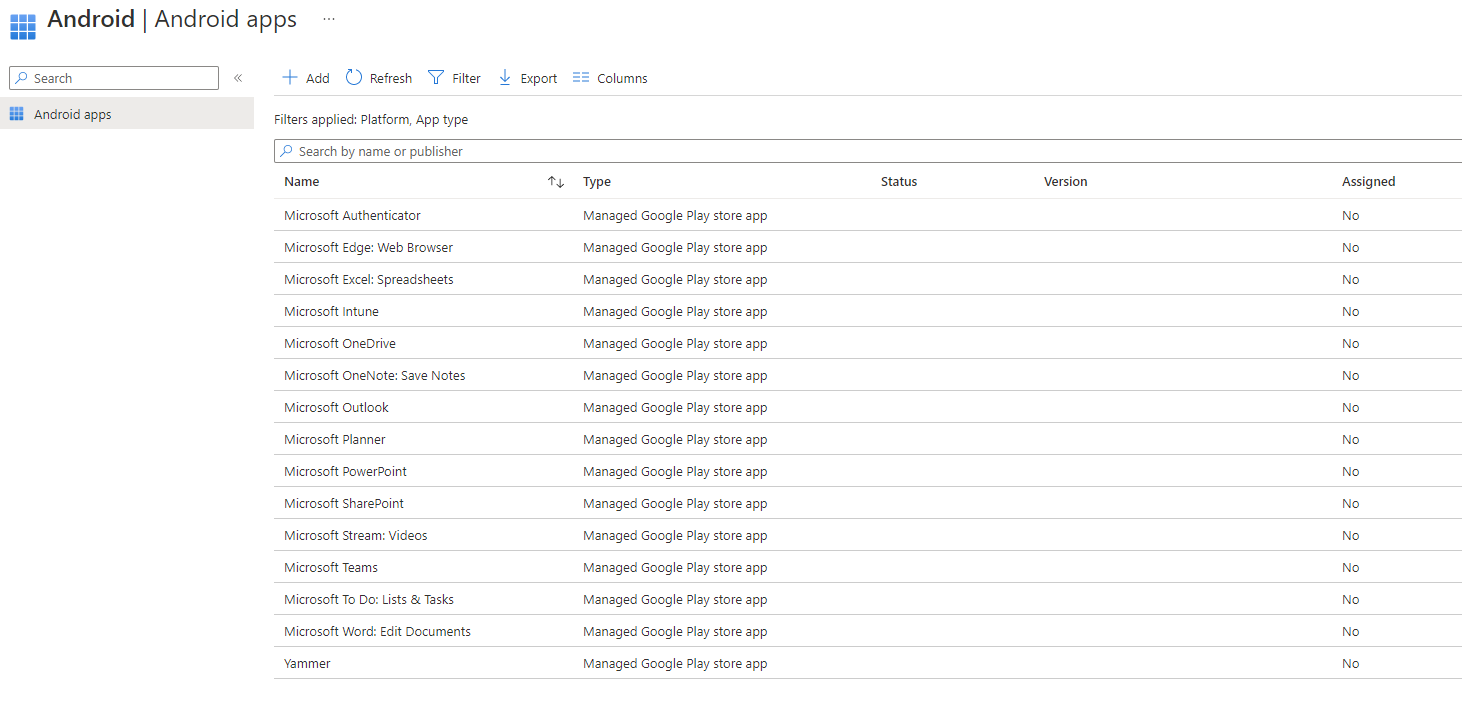 Android | Android apps ...
Search «
Android apps
Add Refresh Filter Export Columns
Filters applied: Platform, App type
Search by name or publisher
Name Type Status Version Assigned
Microsoft Authenticator Managed Google Play store app No
Microsoft Edge: Web Browser Managed Google Play store app No
Microsoft Excel: Spreadsheets Managed Google Play store app No
Microsoft Intune Managed Google Play store app No
Microsoft OneDrive Managed Google Play store app No
Microsoft OneNote: Save Notes Managed Google Play store app No
Microsoft Outlook Managed Google Play store app No
Microsoft Planner Managed Google Play store app No
Microsoft PowerPoint Managed Google Play store app No
Microsoft SharePoint Managed Google Play store app No
Microsoft Stream: Videos Managed Google Play store app No
Microsoft Teams Managed Google Play store app No
Microsoft To Do: Lists & Tasks Managed Google Play store app No
Microsoft Word: Edit Documents Managed Google Play store app No
Yammer Managed Google Play store app No